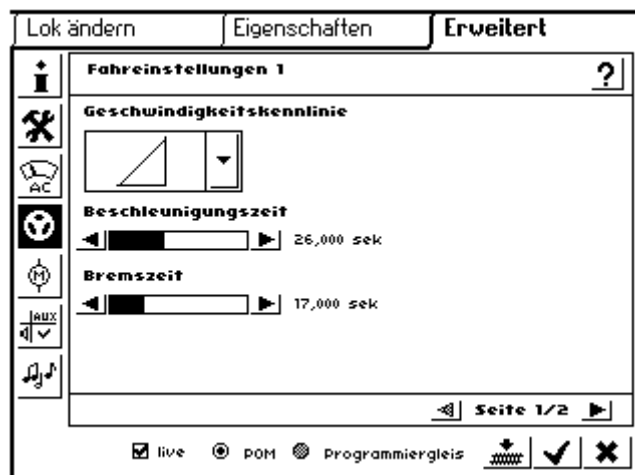 Lok ändern
Eigenschaften
Erweitert
Fahreinstellungen 1
?
Geschwindigkeitskennlinie
AC
Beschleunigungszeit
26,000 sek
M
Bremszeit
17,000 sek
AUX
Seite 1/2
live POM Programmiergleis